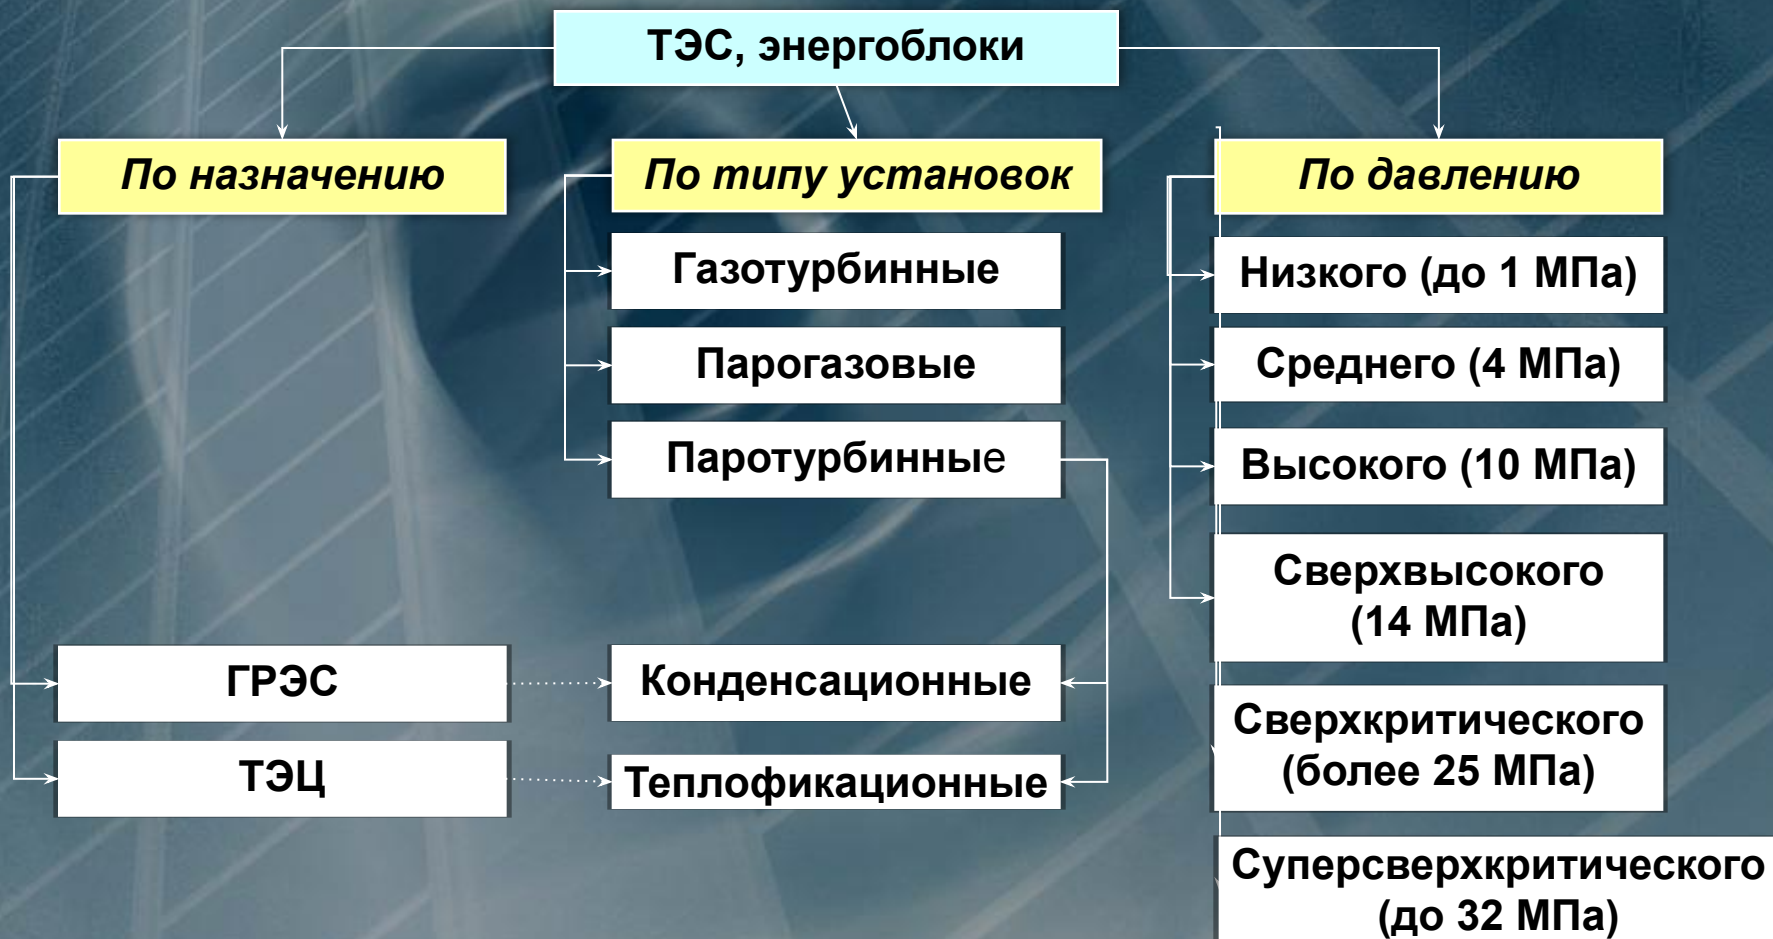 ТЭС, энергоблоки
По назначению
По типу установок
По давлению
Газотурбинные
Парогазовые
Паротурбинные
Низкого (до 1 МПа)
Среднего (4 МПа)
Высокого (10 МПа)
Сверхвысокого
(14 МПа)
ГРЭС
Конденсационные
Сверхкритического
(более 25 МПа)
ТЭЦ
Теплофикационные
Суперсверхкритического
(до 32 МПа)